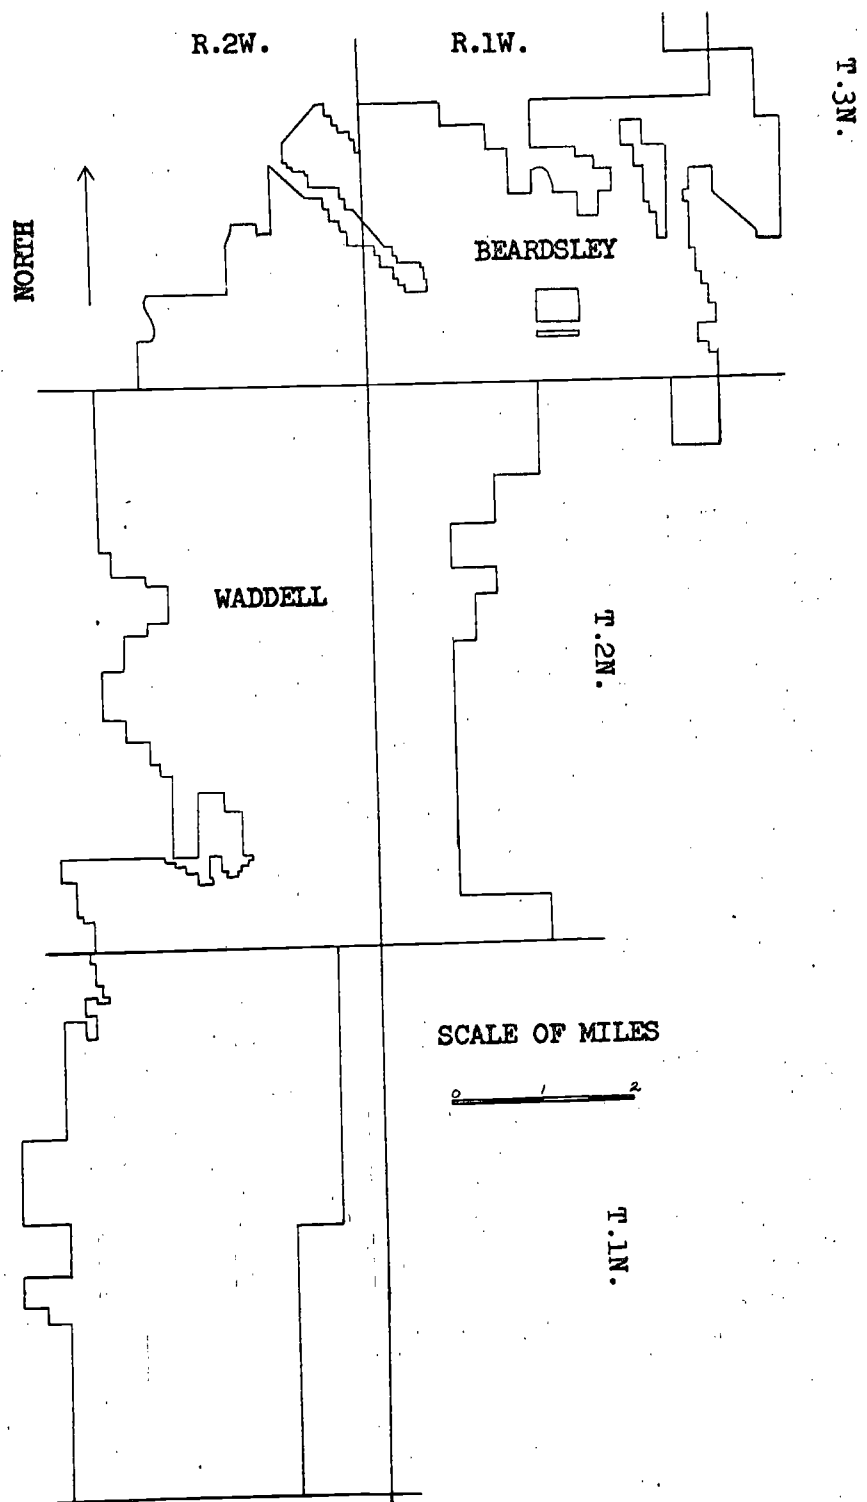 R.2W.
R.1W.
T.3N.
NORTH
BEARDSLEY
WADDELL
T.2N.
SCALE OF MILES
0 1 2
T.1N.